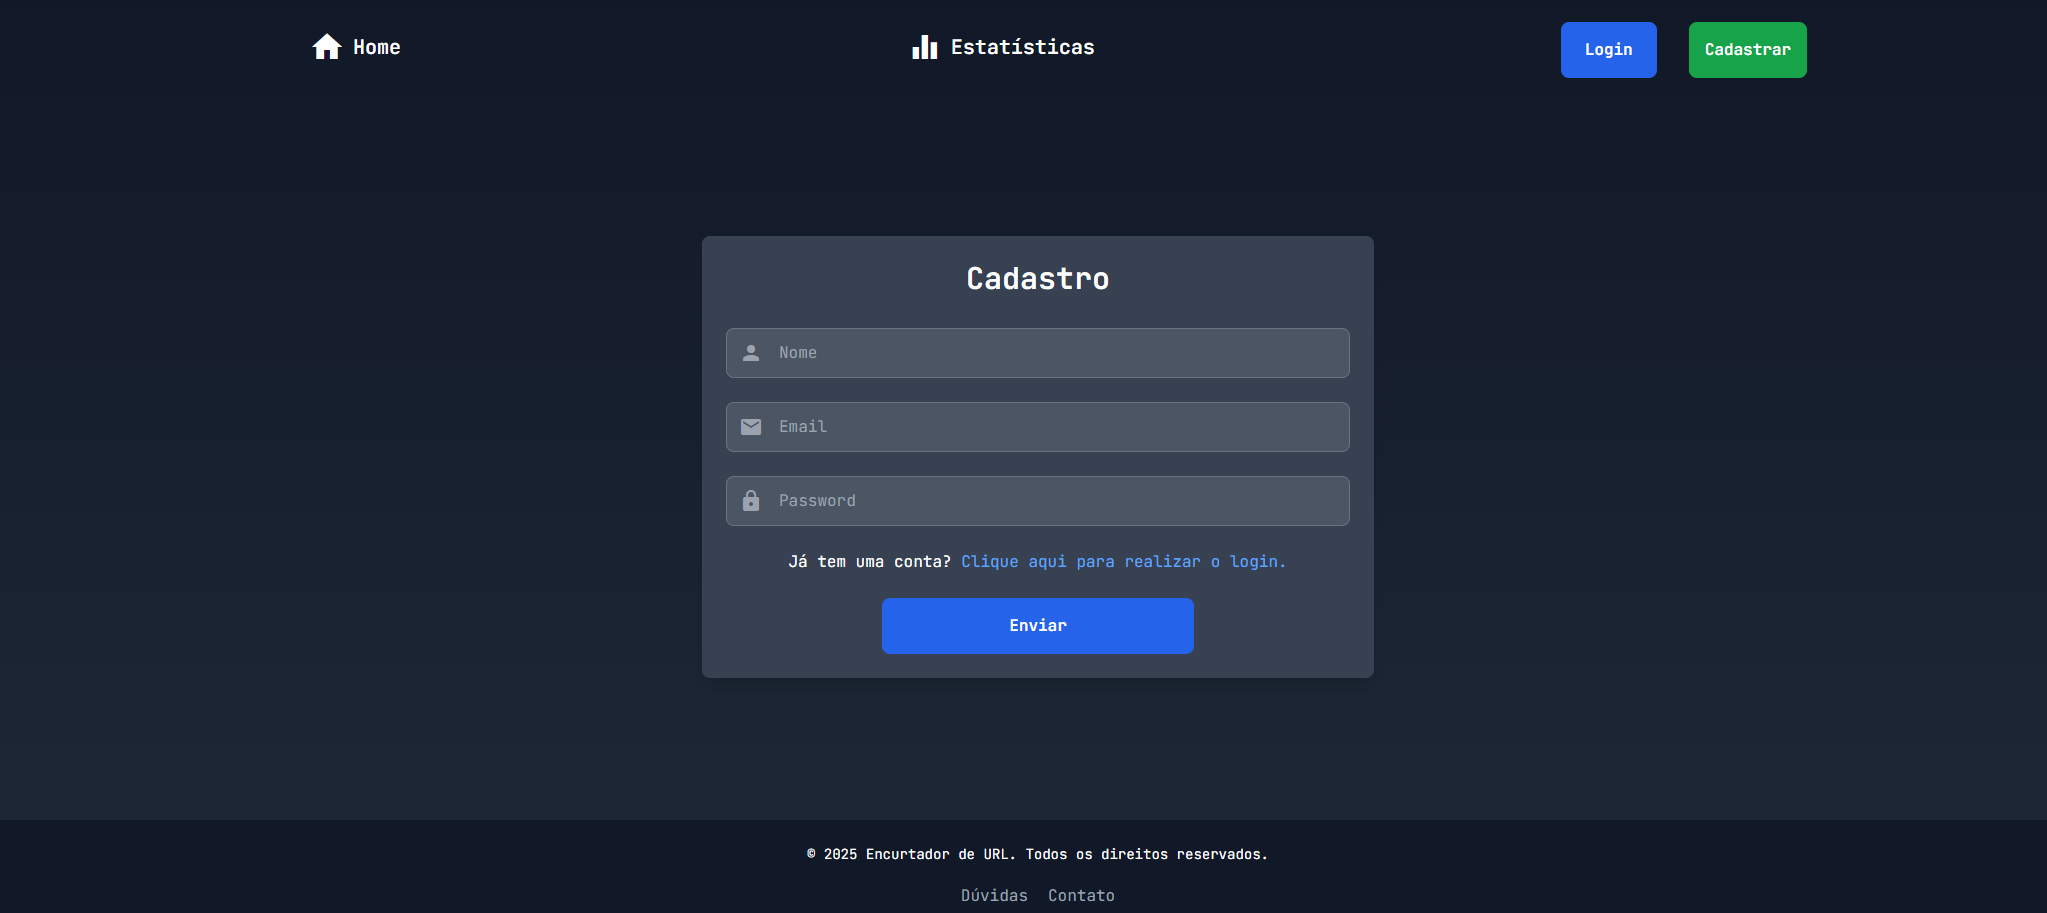 Home
Estatísticas
Login
Cadastrar
Cadastro
Nome
Email
Password
Já tem uma conta? Clique aqui para realizar o login.
Enviar
© 2025 Encurtador de URL. Todos os direitos reservados.
Dúvidas Contato